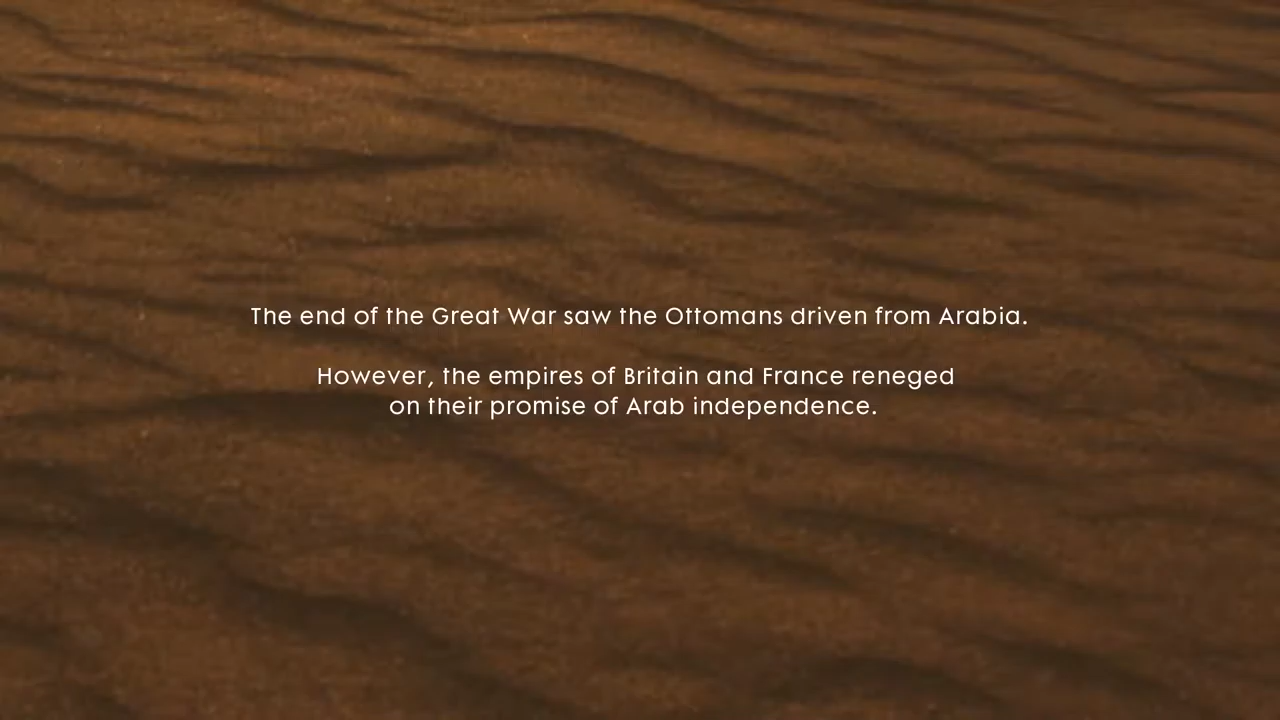 The end of the Great War saw the Ottomans driven from Arabia.
However, the empires of Britain and France reneged
on their promise of Arab independence.